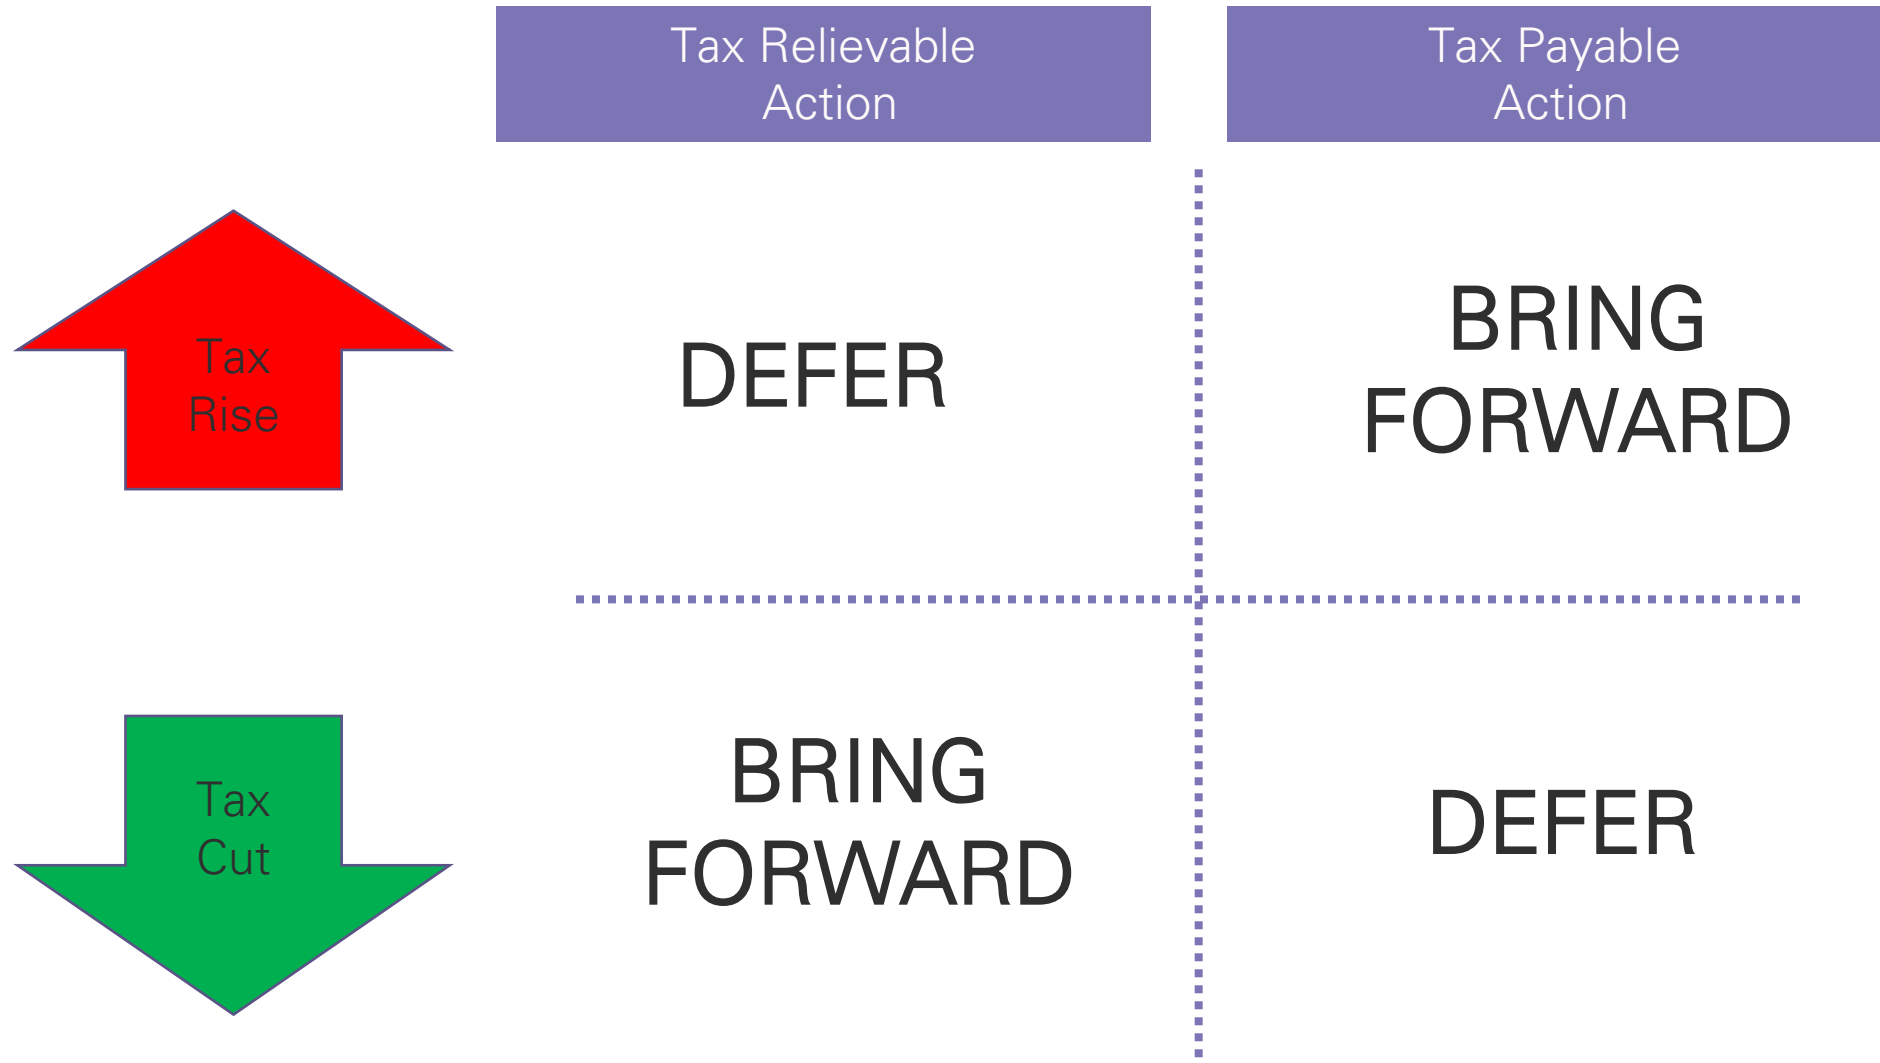 Tax Relievable
Action
Tax Payable
Action
Tax
Rise
DEFER
BRING
FORWARD
Tax
Cut
BRING
FORWARD
DEFER